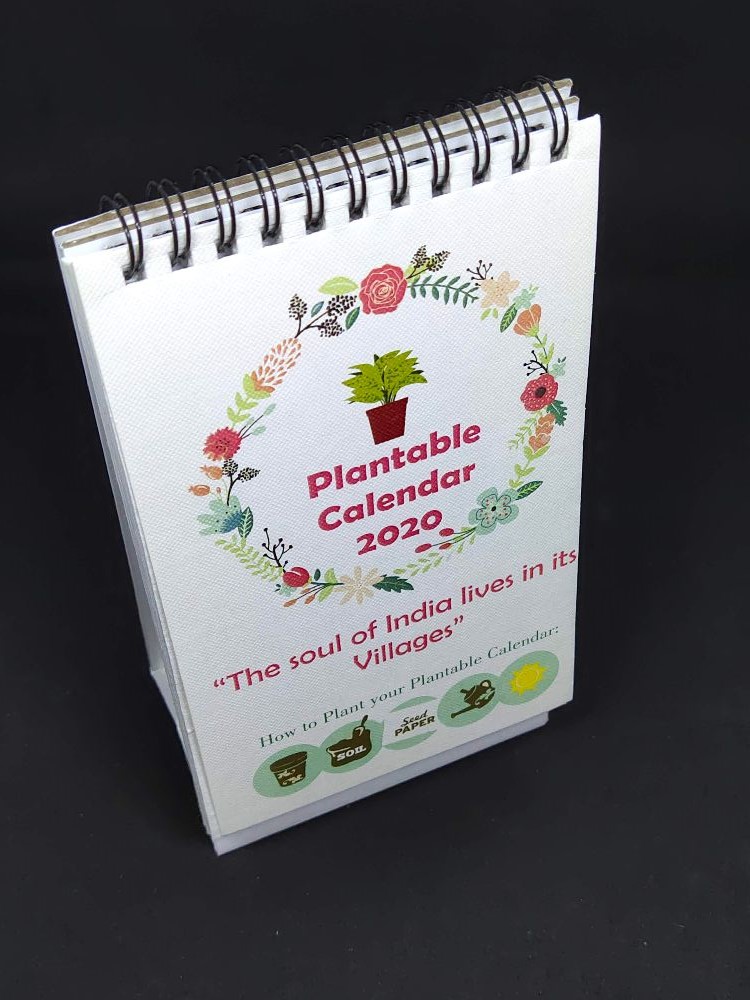 Plantable
Calendar
2020
“The soul of India lives in its
Villages”
How to Plant your Plantable Calendar:
SOIL
Seed
PAPER